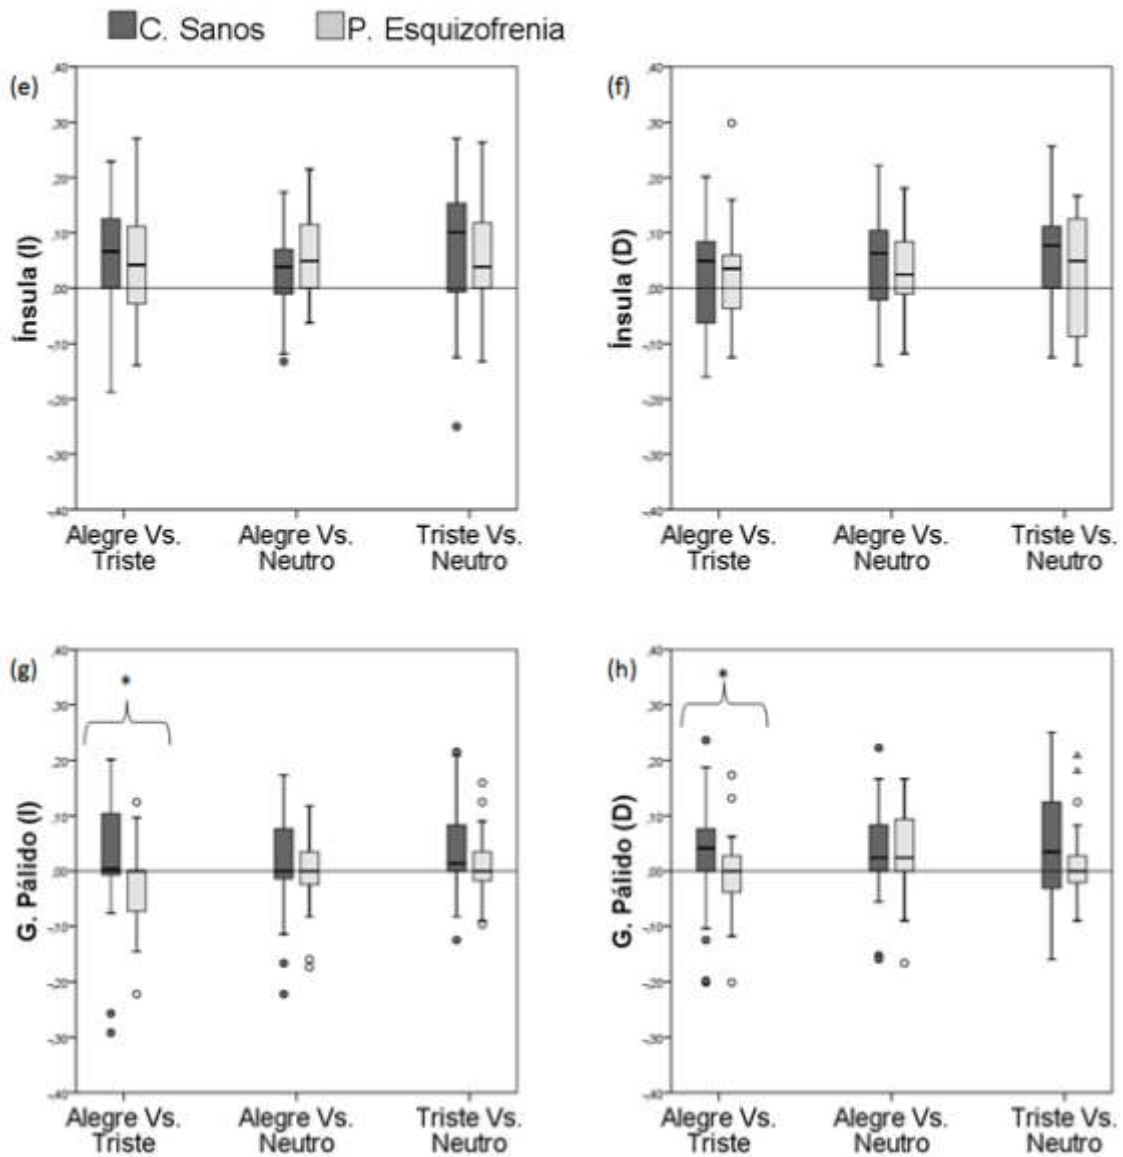 C. Sanos P. Esquizofrenia
(e)
Ínsula (I)
,40
,30
,20
,10
,00
-,10
-,20
-,30
-,40
Alegre Vs. Alegre Vs. Triste Vs.
Triste Neutro Neutro
(f)
Ínsula (D)
,40
,30
,20
,10
,00
-,10
-,20
-,30
-,40
Alegre Vs. Alegre Vs. Triste Vs.
Triste Neutro Neutro
(g)
G. Pálido (I)
,40
,30
,20
,10
,00
-,10
-,20
-,30
-,40
*
Alegre Vs. Alegre Vs. Triste Vs.
Triste Neutro Neutro
(h)
G. Pálido (D)
,40
,30
,20
,10
,00
-,10
-,20
-,30
-,40
*
Alegre Vs. Alegre Vs. Triste Vs.
Triste Neutro Neutro